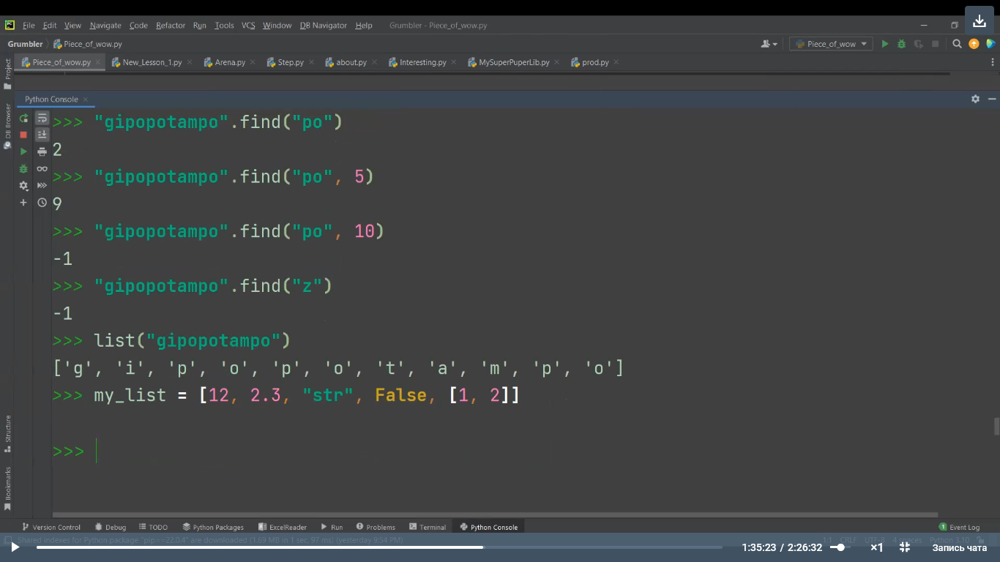 File Edit View Navigate Code Refactor Run Tools VCS Window DB Navigator Help Grumbler - Piece_of_wow.py
Grumbler Piece_of_wow.py Piece_of_wow
Piece_of_wow.py New_Lesson_1.py Arena.py Step.py about.py Interesting.py MySuperPuperLib.py prod.py
Project
DB Browser
Python Console
>>> "gipopotampo".find("po")
2
>>> "gipopotampo".find("po", 5)
9
>>> "gipopotampo".find("po", 10)
-1
>>> "gipopotampo".find("z")
-1
>>> list("gipopotampo")
['g', 'i', 'p', 'o', 'p', 'o', 't', 'a', 'm', 'p', 'o']
>>> my_list = [12, 2.3, "str", False, [1, 2]]
>>>
Structure
Bookmarks
Version Control Debug TODO Python Packages ExcelReader Run Problems Terminal Python Console 1 Event Log
Shared indexes for Python package "pip==22.0.4" are downloaded (1.69 MB in 1 sec, 97 ms) (yesterday 9:54 PM) 1:1 CRLF UTF-8 4 spaces Python 3.10
1:35:23 / 2:26:32 ×1 Запись чата